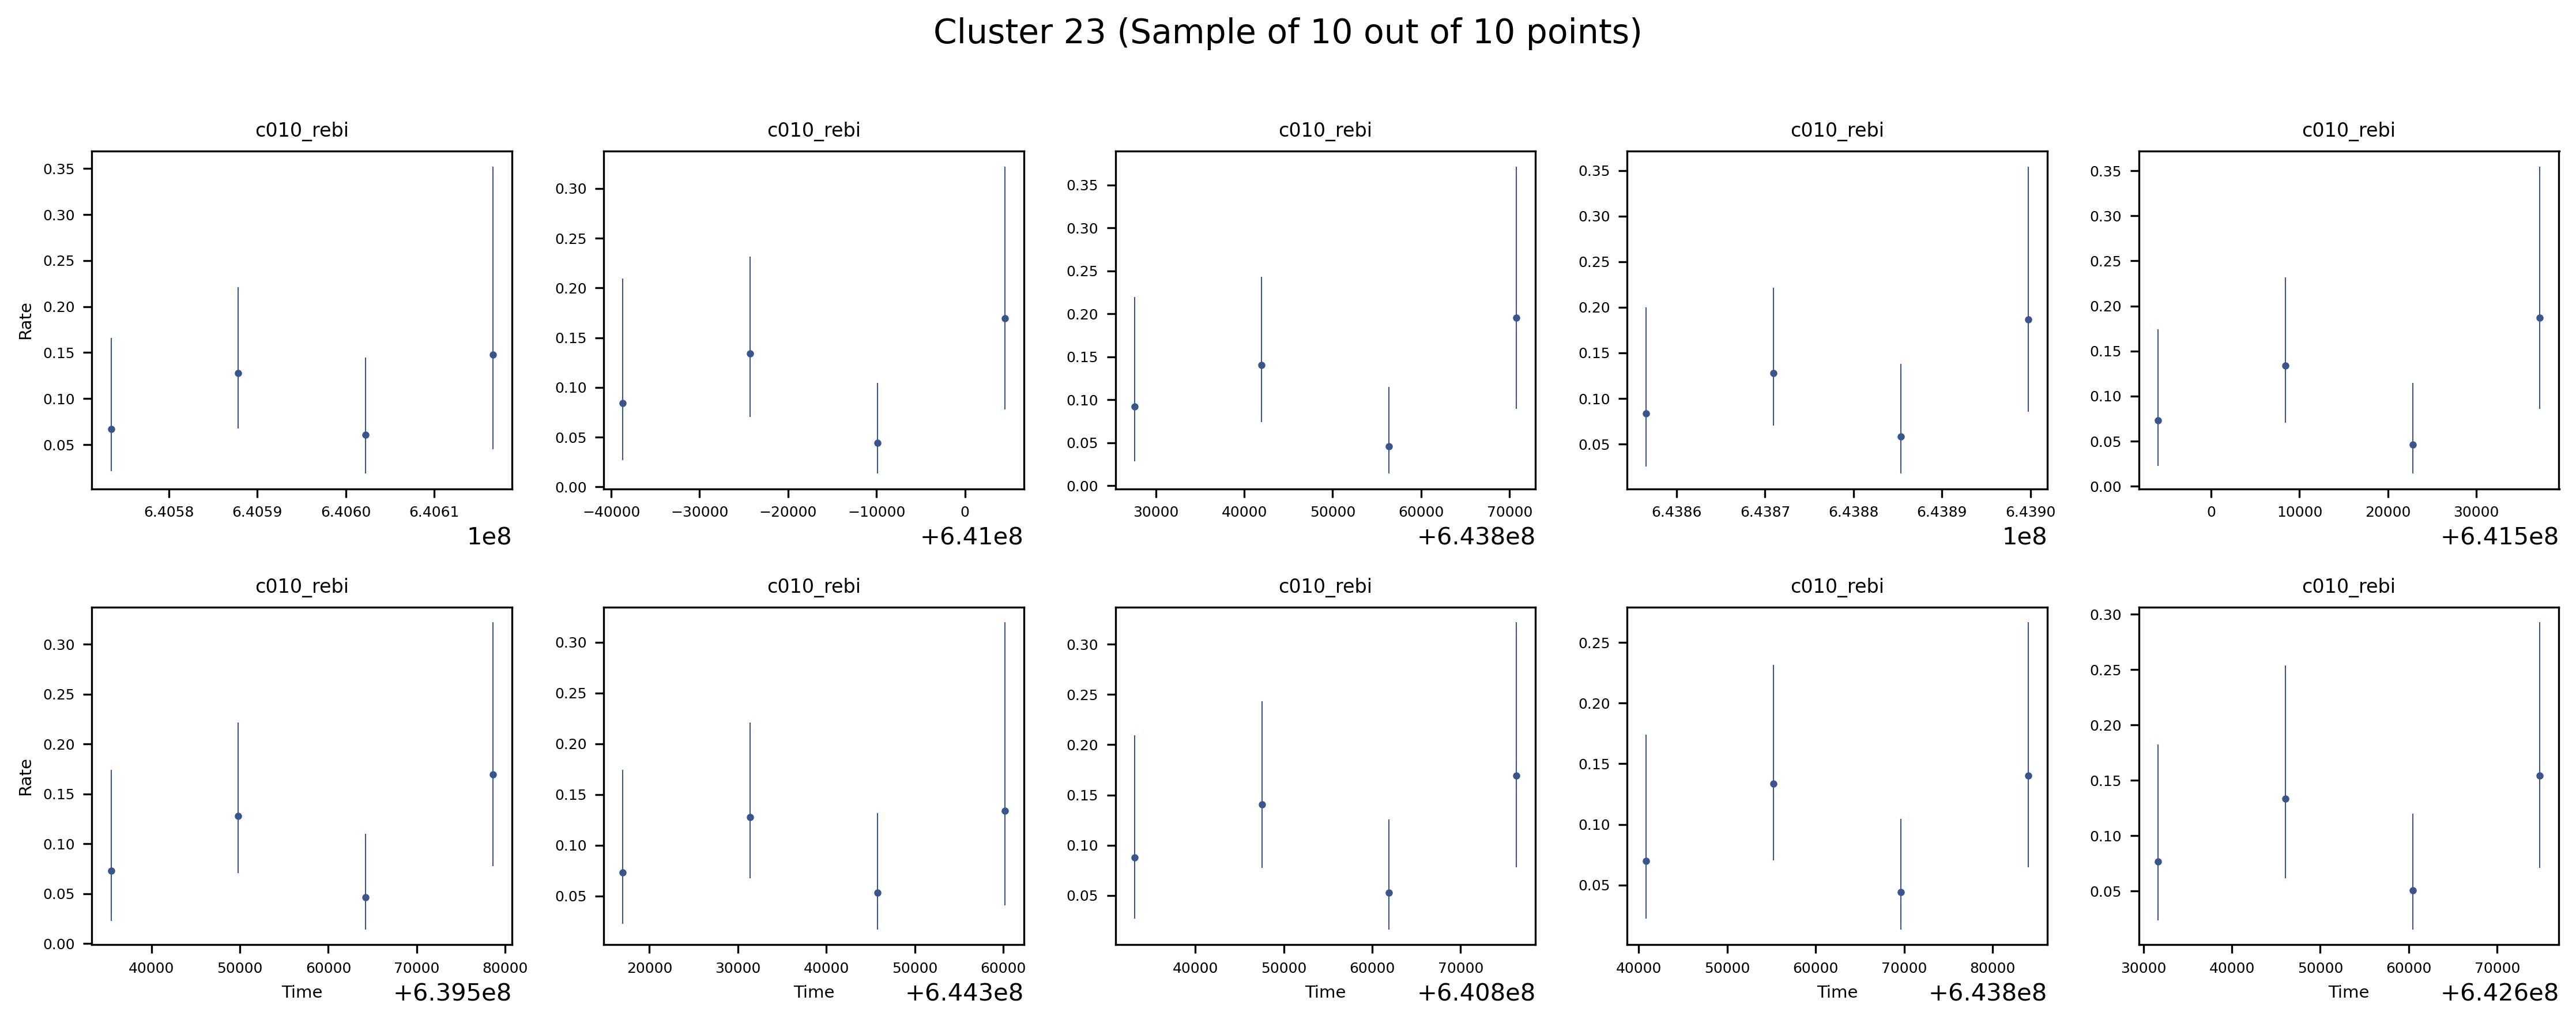 Cluster 23 (Sample of 10 out of 10 points)
c010_rebi c010_rebi c010_rebi c010_rebi c010_rebi
Rate
0.35
0.30
0.25
0.20
0.15
0.10
0.05
6.4058 6.4059 6.4060 6.4061
1e8
0.30
0.25
0.20
0.15
0.10
0.05
0.00
−40000 −30000 −20000 −10000 0
+6.41e8
0.35
0.30
0.25
0.20
0.15
0.10
0.05
0.00
30000 40000 50000 60000 70000
+6.438e8
0.35
0.30
0.25
0.20
0.15
0.10
0.05
6.4386 6.4387 6.4388 6.4389 6.4390
1e8
0.35
0.30
0.25
0.20
0.15
0.10
0.05
0.00
0 10000 20000 30000
+6.415e8
c010_rebi c010_rebi c010_rebi c010_rebi c010_rebi
Rate
0.30
0.25
0.20
0.15
0.10
0.05
0.00
40000 50000 60000 70000 80000
Time +6.395e8
0.30
0.25
0.20
0.15
0.10
0.05
20000 30000 40000 50000 60000
Time +6.443e8
0.30
0.25
0.20
0.15
0.10
0.05
40000 50000 60000 70000
Time +6.408e8
0.25
0.20
0.15
0.10
0.05
40000 50000 60000 70000 80000
Time +6.438e8
0.30
0.25
0.20
0.15
0.10
0.05
30000 40000 50000 60000 70000
Time +6.426e8